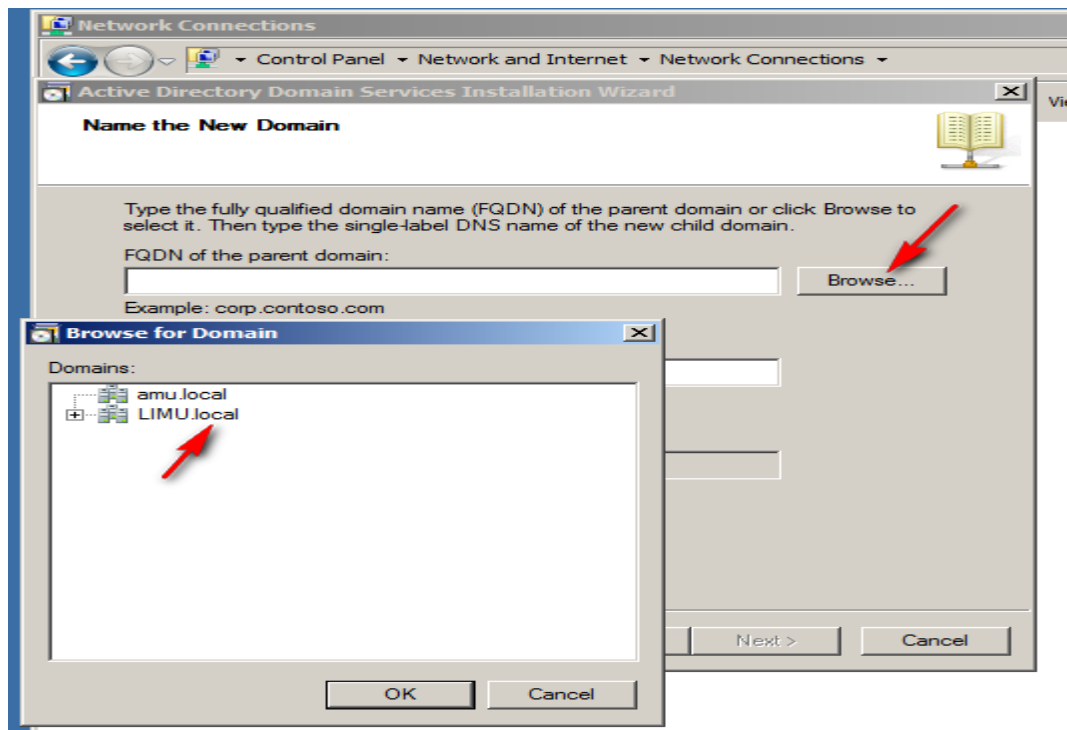 Network Connections
Control Panel Network and Internet Network Connections
Active Directory Domain Services Installation Wizard
Name the New Domain
Type the fully qualified domain name (FQDN) of the parent domain or click Browse to
select it. Then type the single-label DNS name of the new child domain.
FQDN of the parent domain:
Browse...
Example: corp.contoso.com
Browse for Domain
Domains:
amu.local
LIMU.local
OK
Cancel
Next >
Cancel